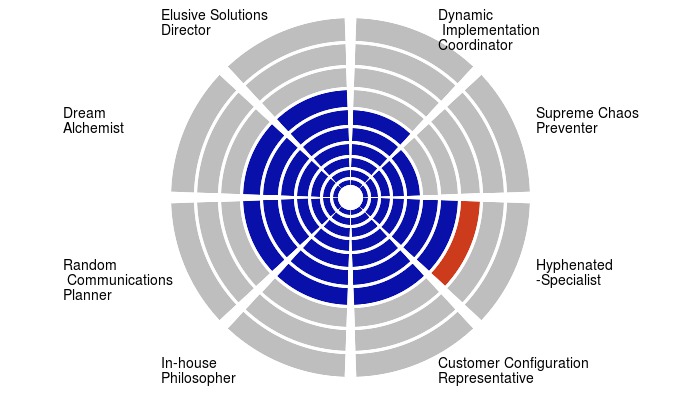 Elusive Solutions
Director
Dynamic
Implementation
Coordinator
Dream
Alchemist
Supreme Chaos
Preventer
Random
Communications
Planner
Hyphenated
-Specialist
In-house
Philosopher
Customer Configuration
Representative